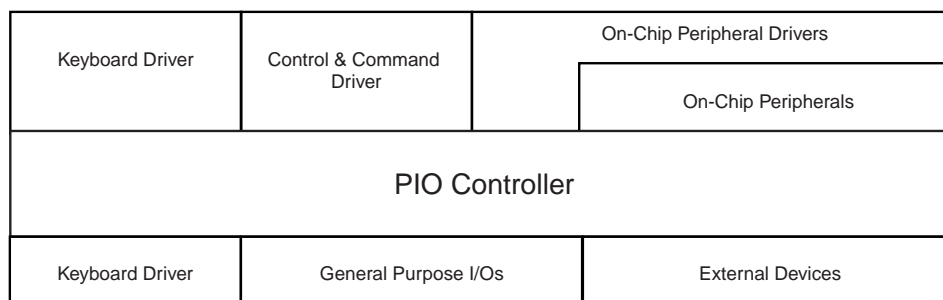 Keyboard Driver
Control & Command
Driver
On-Chip Peripheral Drivers
On-Chip Peripherals
PIO Controller
Keyboard Driver
General Purpose I/Os
External Devices